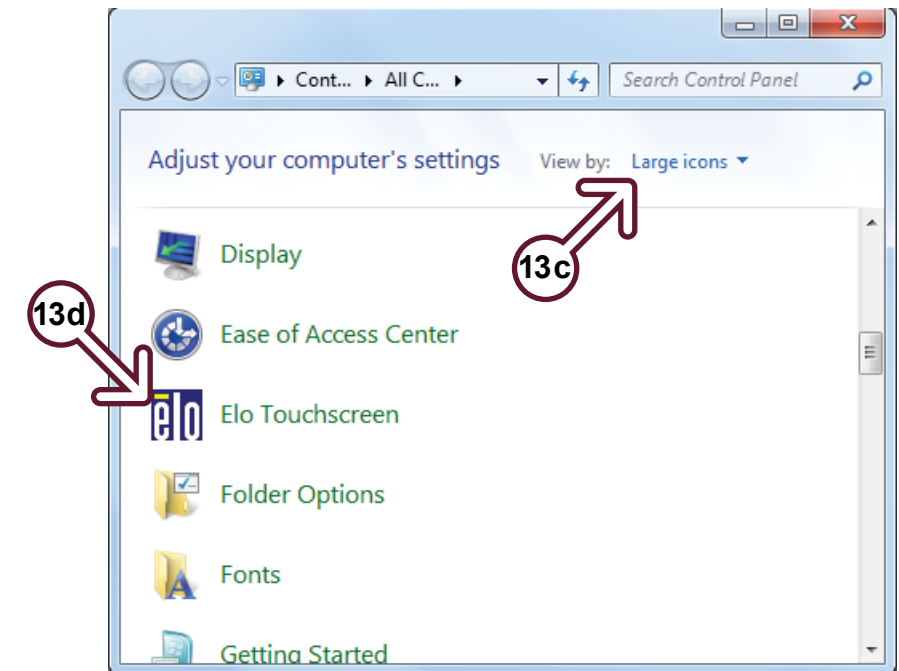 Cont... All C... Search Control Panel
Adjust your computer's settings View by: Large icons
13c
Display
13d
Ease of Access Center
ēlo Elo Touchscreen
Folder Options
Fonts
Getting Started